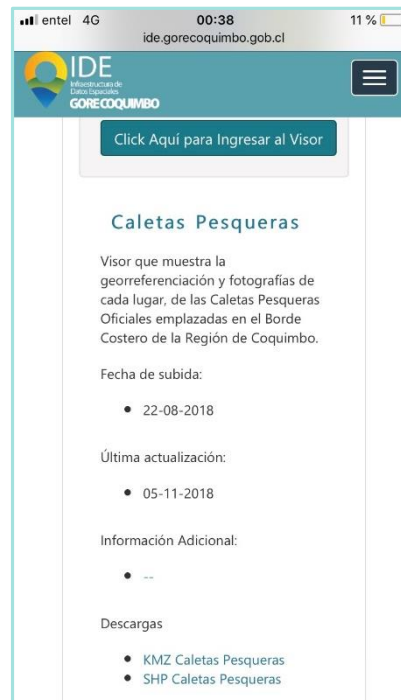 entel 4G 00:38 11 %
ide.gorecoquimbo.gob.cl
IDE
Infraestructura de
Datos Espaciales
GORE COQUIMBO
Click Aquí para Ingresar al Visor
Caletas Pesqueras
Visor que muestra la
georreferenciación y fotografías de
cada lugar, de las Caletas Pesqueras
Oficiales emplazadas en el Borde
Costero de la Región de Coquimbo.
Fecha de subida:
• 22-08-2018
Última actualización:
• 05-11-2018
Información Adicional:
• --
Descargas
• KMZ Caletas Pesqueras
• SHP Caletas Pesqueras